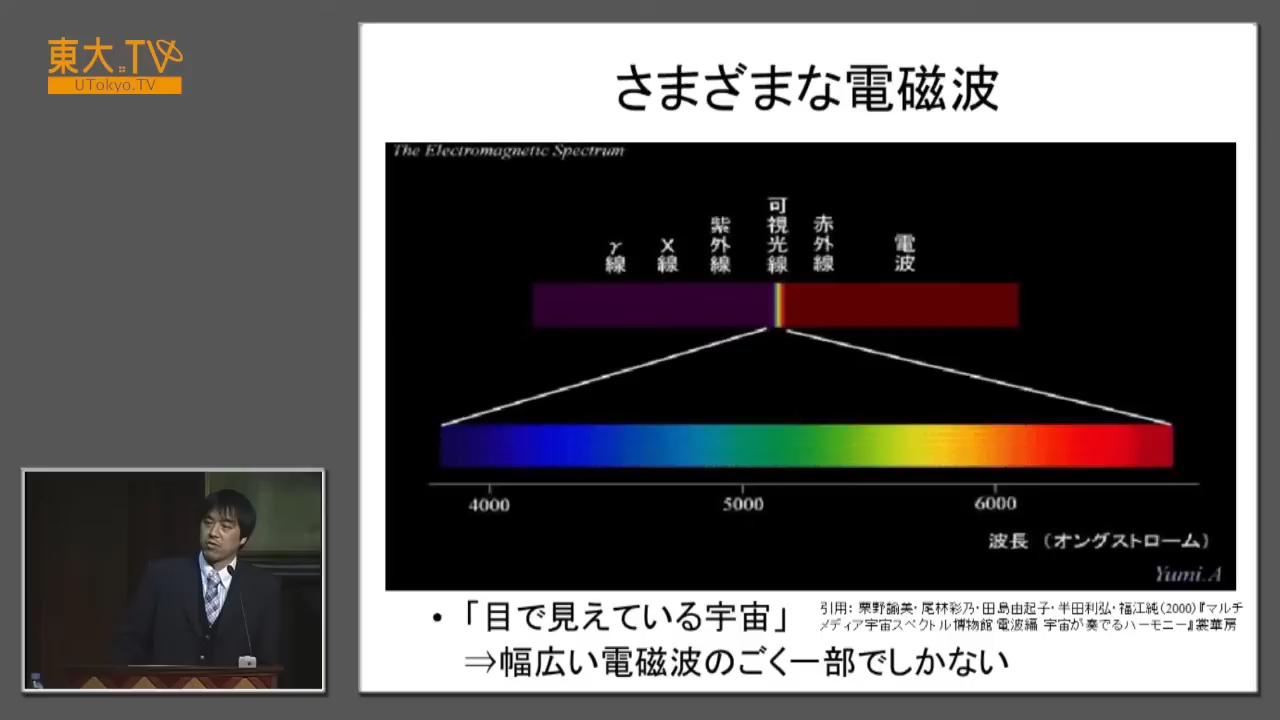 東大.TV
UTokyo.TV
さまざまな電磁波
The Electromagnetic Spectrum
γ線
X線
紫外線
可視光線
赤外線
電波
4000
5000
6000
波長 (オングストローム)
Yumi.A
• 「目で見えている宇宙」
⇒幅広い電磁波のごく一部でしかない
引用: 粟野諭美・尾林彩乃・田島由起子・半田利弘・福江純(2000)『マルチ
メディア宇宙スペクトル博物館 電波編 宇宙が奏でるハーモニー』裳華房